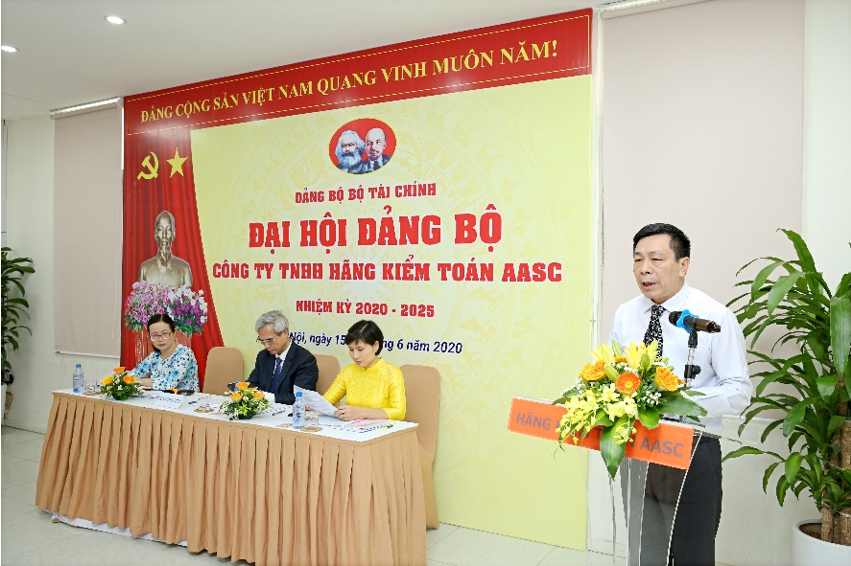 ĐẢNG CỘNG SẢN VIỆT NAM QUANG VINH MUÔN NĂM!
ĐẢNG BỘ BỘ TÀI CHÍNH
ĐẠI HỘI ĐẢNG BỘ
CÔNG TY TNHH HÃNG KIỂM TOÁN AASC
NHIỆM KỲ 2020 - 2025
Nội, ngày 15 6 năm 2020
HÃNG AASC